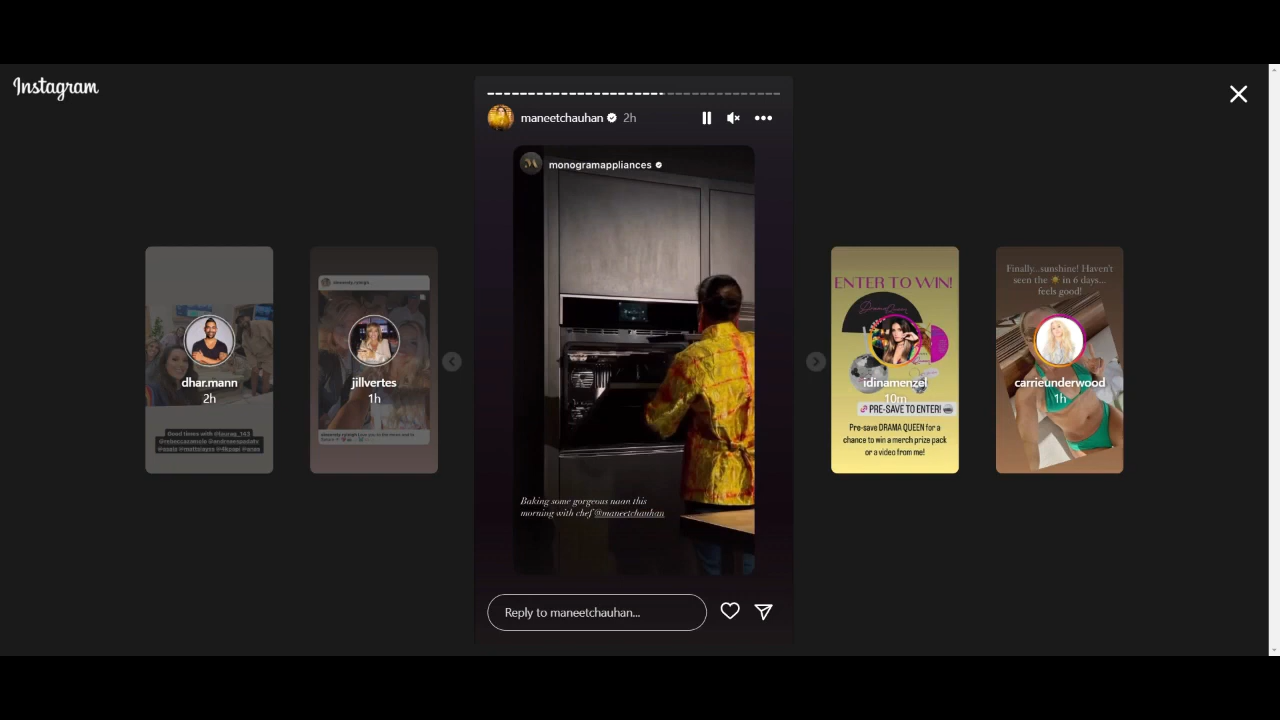 Instagram
maneetchauhan 2h
monogramappliances
Baking some gorgeous naan this
morning with chef @maneetchauhan
Reply to maneetchauhan...
dhar.mann
2h
Good times with
jillvertes
1h
ENTER TO WIN!
idinamenzel
10m
PRE-SAVE TO ENTER!
Pre-save DRAMA QUEEN for a
chance to win a merch prize pack
or a video from me!
Finally...sunshine! Haven't
seen the ☀️ in 6 days...
feels good!
carrieunderwood
1h